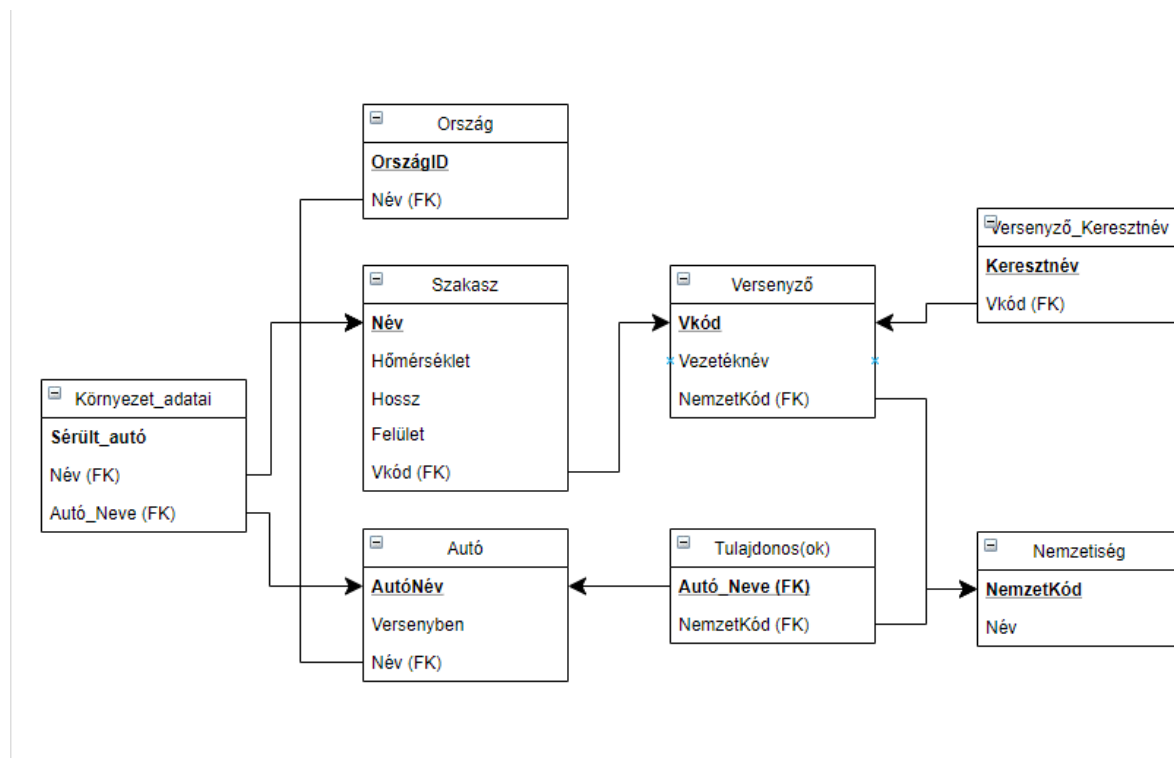 Ország
OrszágID
Név (FK)
Szakasz
Név
Hőmérséklet
Hossz
Felület
Vkód (FK)
Versenyző
Vkód
Vezetéknév
NemzetKód (FK)
Versenyző_Keresztnév
Keresztnév
Vkód (FK)
Környezet_adatai
Sérült_autó
Név (FK)
Autó_Neve (FK)
Autó
AutóNév
Versenyben
Név (FK)
Tulajdonos(ok)
Autó_Neve (FK)
NemzetKód (FK)
Nemzetiség
NemzetKód
Név